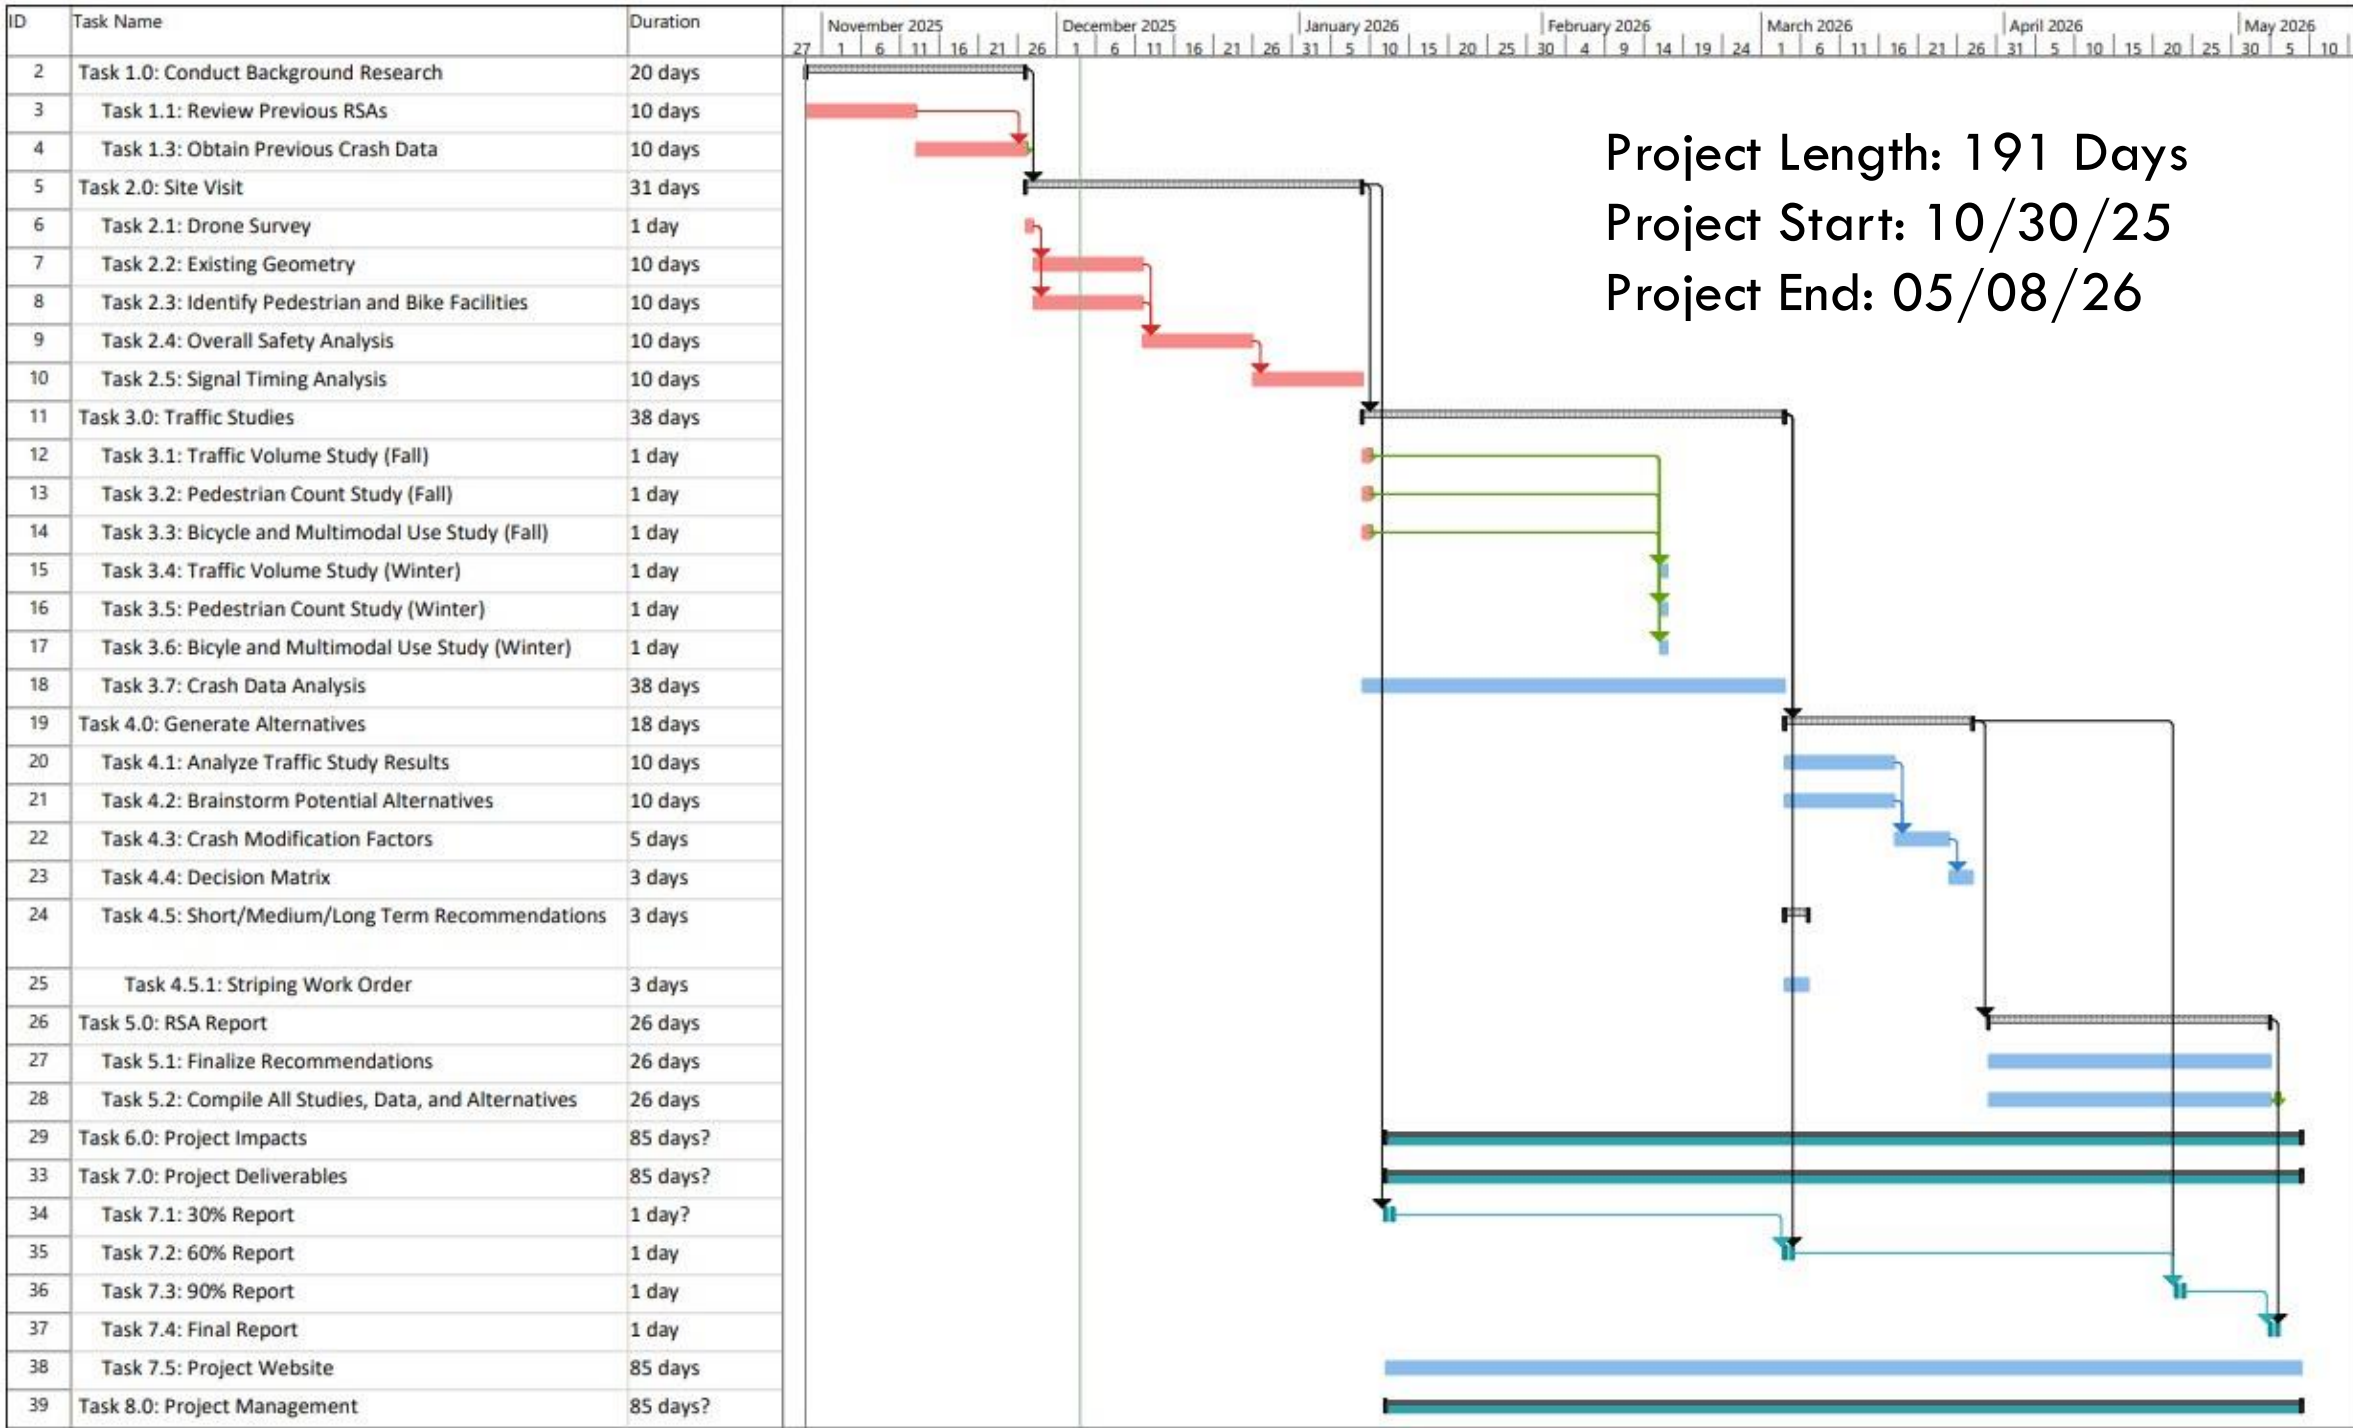 ID Task Name Duration November 2025 December 2025 January 2026 February 2026 March 2026 April 2026 May 2026
27 1 6 11 16 21 26 1 6 11 16 21 26 31 5 10 15 20 25 30 4 9 14 19 24 1 6 11 16 21 26 31 5 10 15 20 25 30 5 10
2 Task 1.0: Conduct Background Research 20 days
3 Task 1.1: Review Previous RSAs 10 days
4 Task 1.3: Obtain Previous Crash Data 10 days
5 Task 2.0: Site Visit 31 days
6 Task 2.1: Drone Survey 1 day
7 Task 2.2: Existing Geometry 10 days
8 Task 2.3: Identify Pedestrian and Bike Facilities 10 days
9 Task 2.4: Overall Safety Analysis 10 days
10 Task 2.5: Signal Timing Analysis 10 days
11 Task 3.0: Traffic Studies 38 days
12 Task 3.1: Traffic Volume Study (Fall) 1 day
13 Task 3.2: Pedestrian Count Study (Fall) 1 day
14 Task 3.3: Bicycle and Multimodal Use Study (Fall) 1 day
15 Task 3.4: Traffic Volume Study (Winter) 1 day
16 Task 3.5: Pedestrian Count Study (Winter) 1 day
17 Task 3.6: Bicyle and Multimodal Use Study (Winter) 1 day
18 Task 3.7: Crash Data Analysis 38 days
19 Task 4.0: Generate Alternatives 18 days
20 Task 4.1: Analyze Traffic Study Results 10 days
21 Task 4.2: Brainstorm Potential Alternatives 10 days
22 Task 4.3: Crash Modification Factors 5 days
23 Task 4.4: Decision Matrix 3 days
24 Task 4.5: Short/Medium/Long Term Recommendations 3 days
25 Task 4.5.1: Striping Work Order 3 days
26 Task 5.0: RSA Report 26 days
27 Task 5.1: Finalize Recommendations 26 days
28 Task 5.2: Compile All Studies, Data, and Alternatives 26 days
29 Task 6.0: Project Impacts 85 days?
33 Task 7.0: Project Deliverables 85 days?
34 Task 7.1: 30% Report 1 day?
35 Task 7.2: 60% Report 1 day
36 Task 7.3: 90% Report 1 day
37 Task 7.4: Final Report 1 day
38 Task 7.5: Project Website 85 days
39 Task 8.0: Project Management 85 days?
Project Length: 191 Days
Project Start: 10/30/25
Project End: 05/08/26